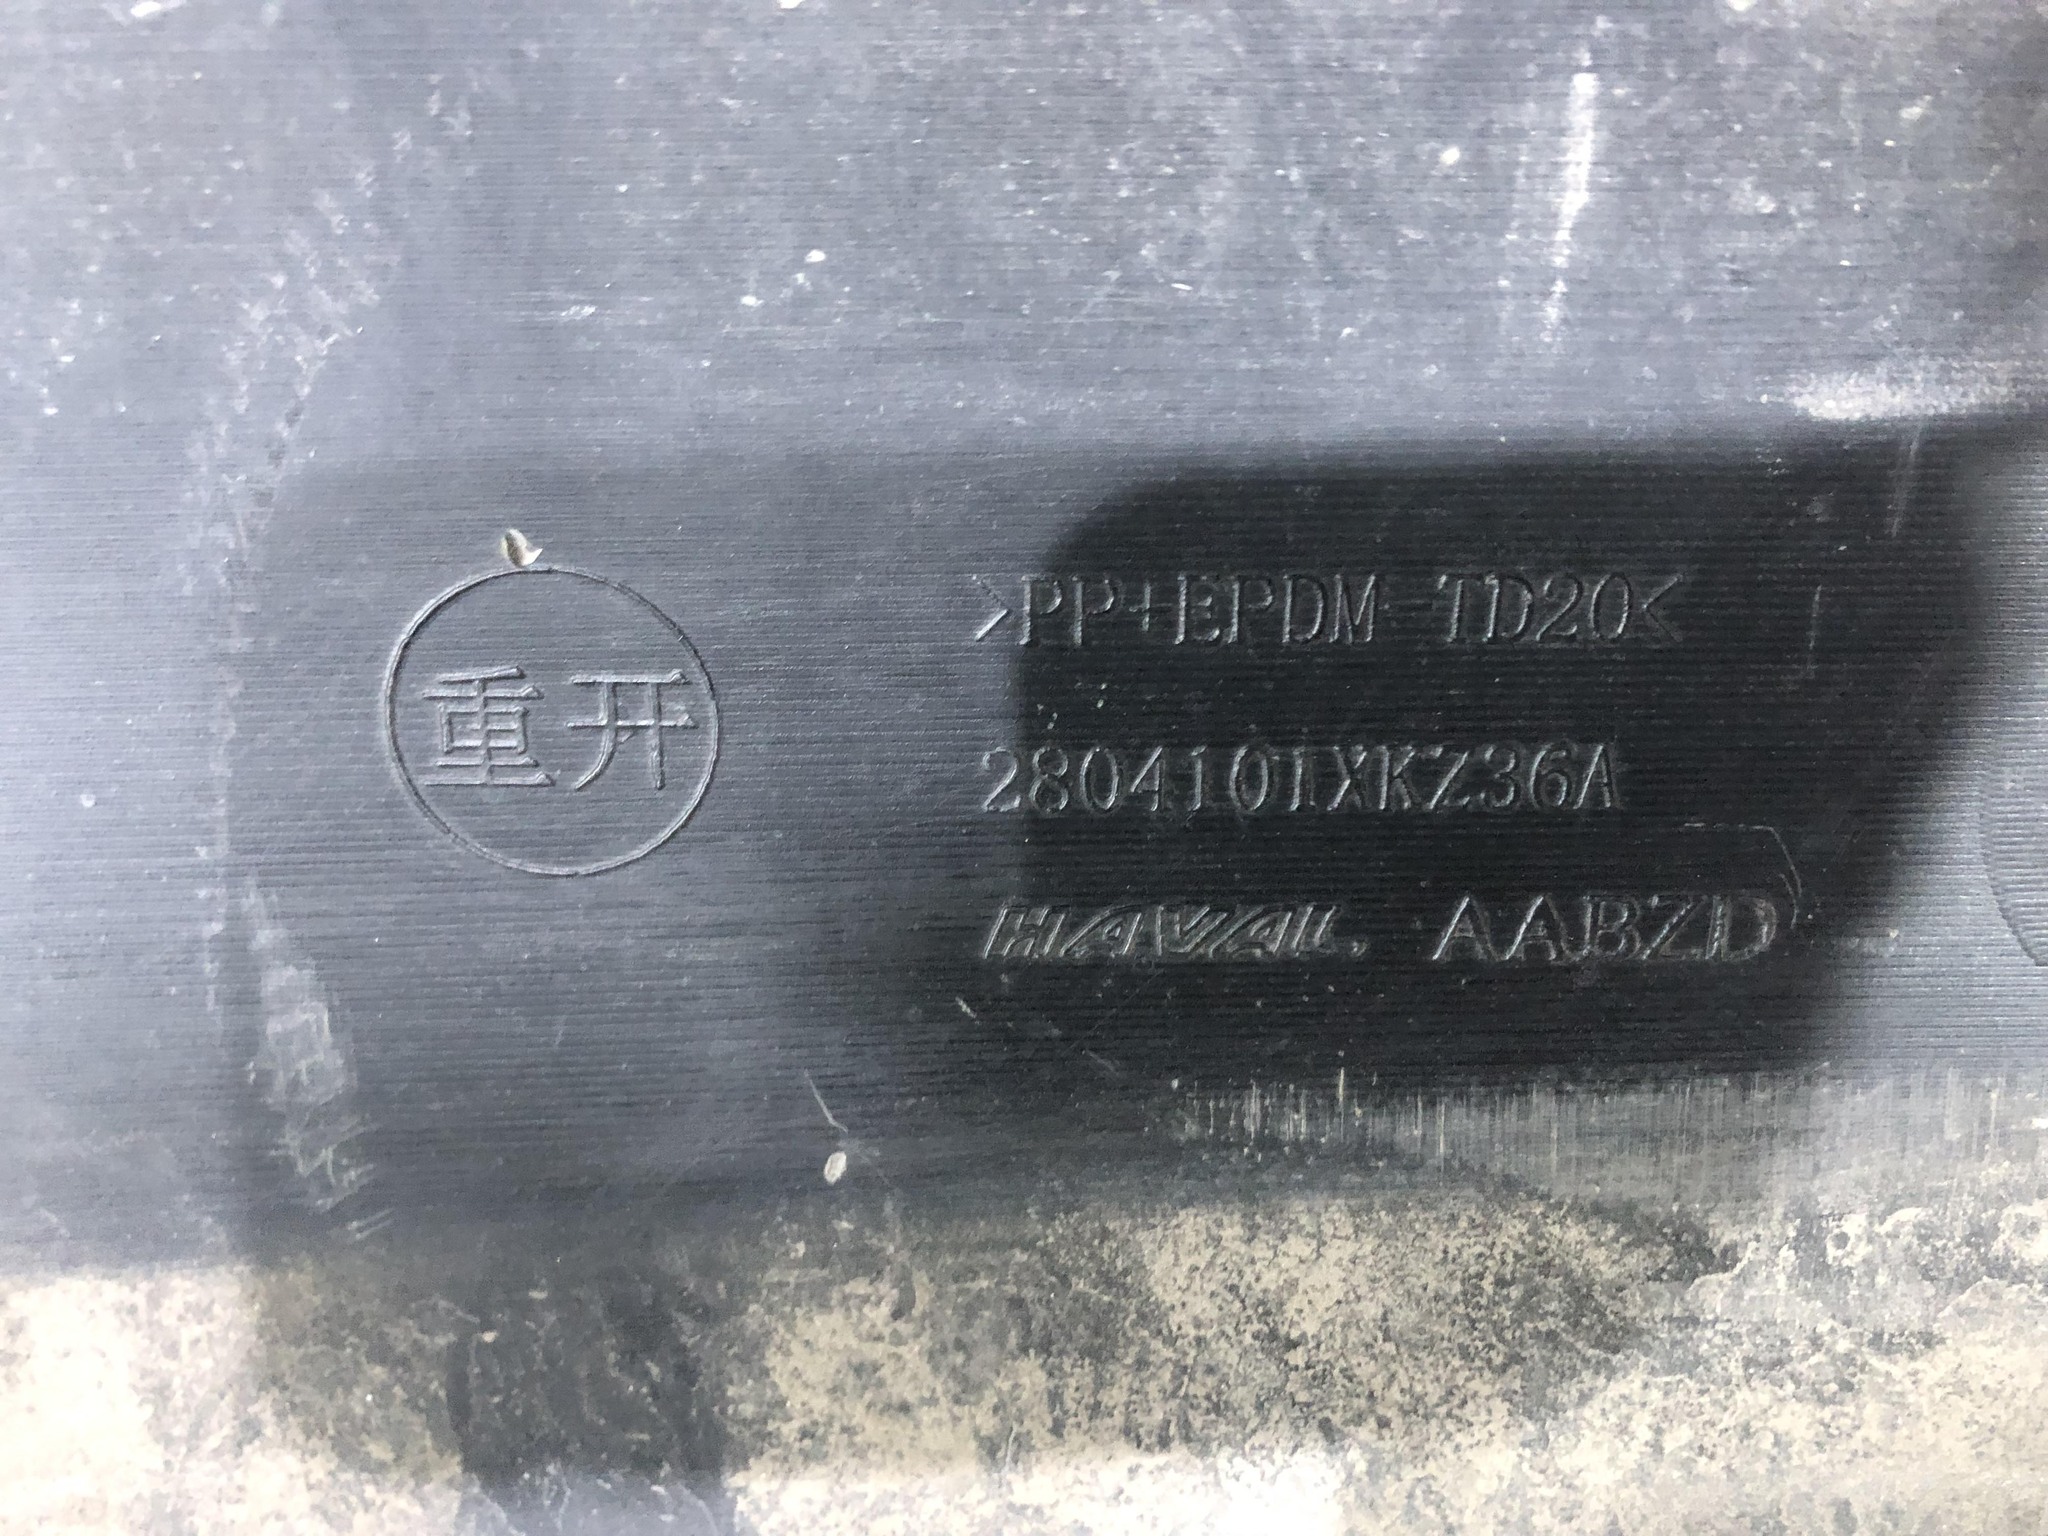 重开
>PP+EPDM TD20<
2804101XKZ36A
HAVAL. AABZD